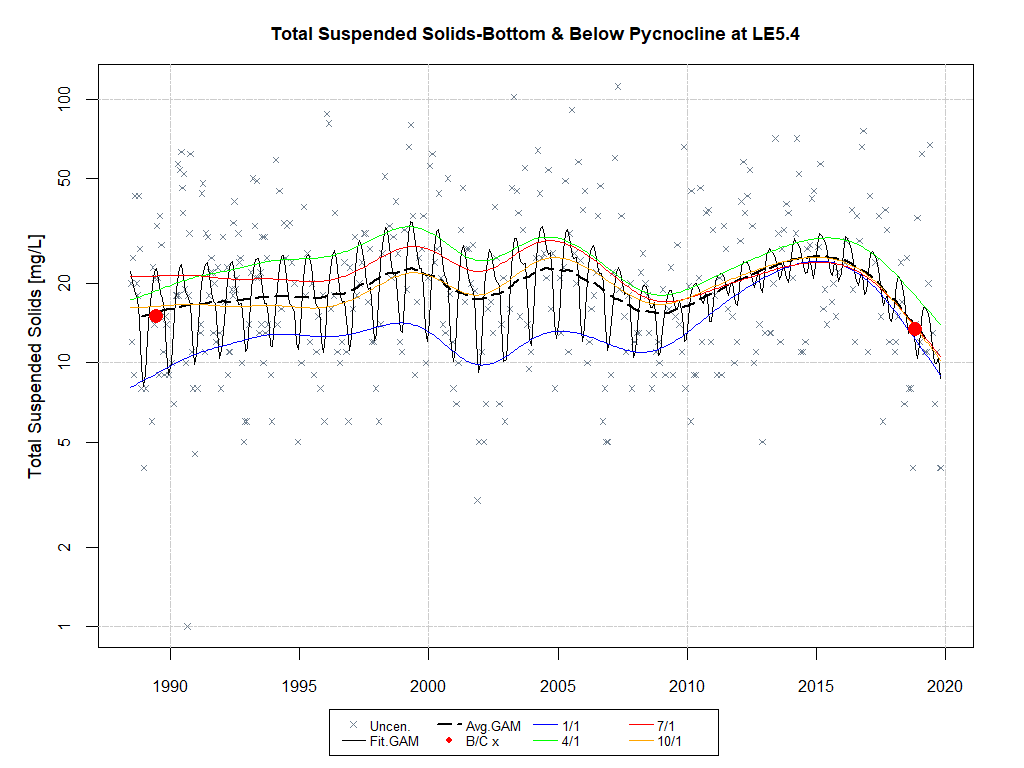 Total Suspended Solids-Bottom & Below Pycnocline at LE5.4
Total Suspended Solids [mg/L]
100
50
20
10
5
2
1
1990 1995 2000 2005 2010 2015 2020
Uncen. Avg.GAM 1/1 7/1
Fit.GAM B/C x 4/1 10/1